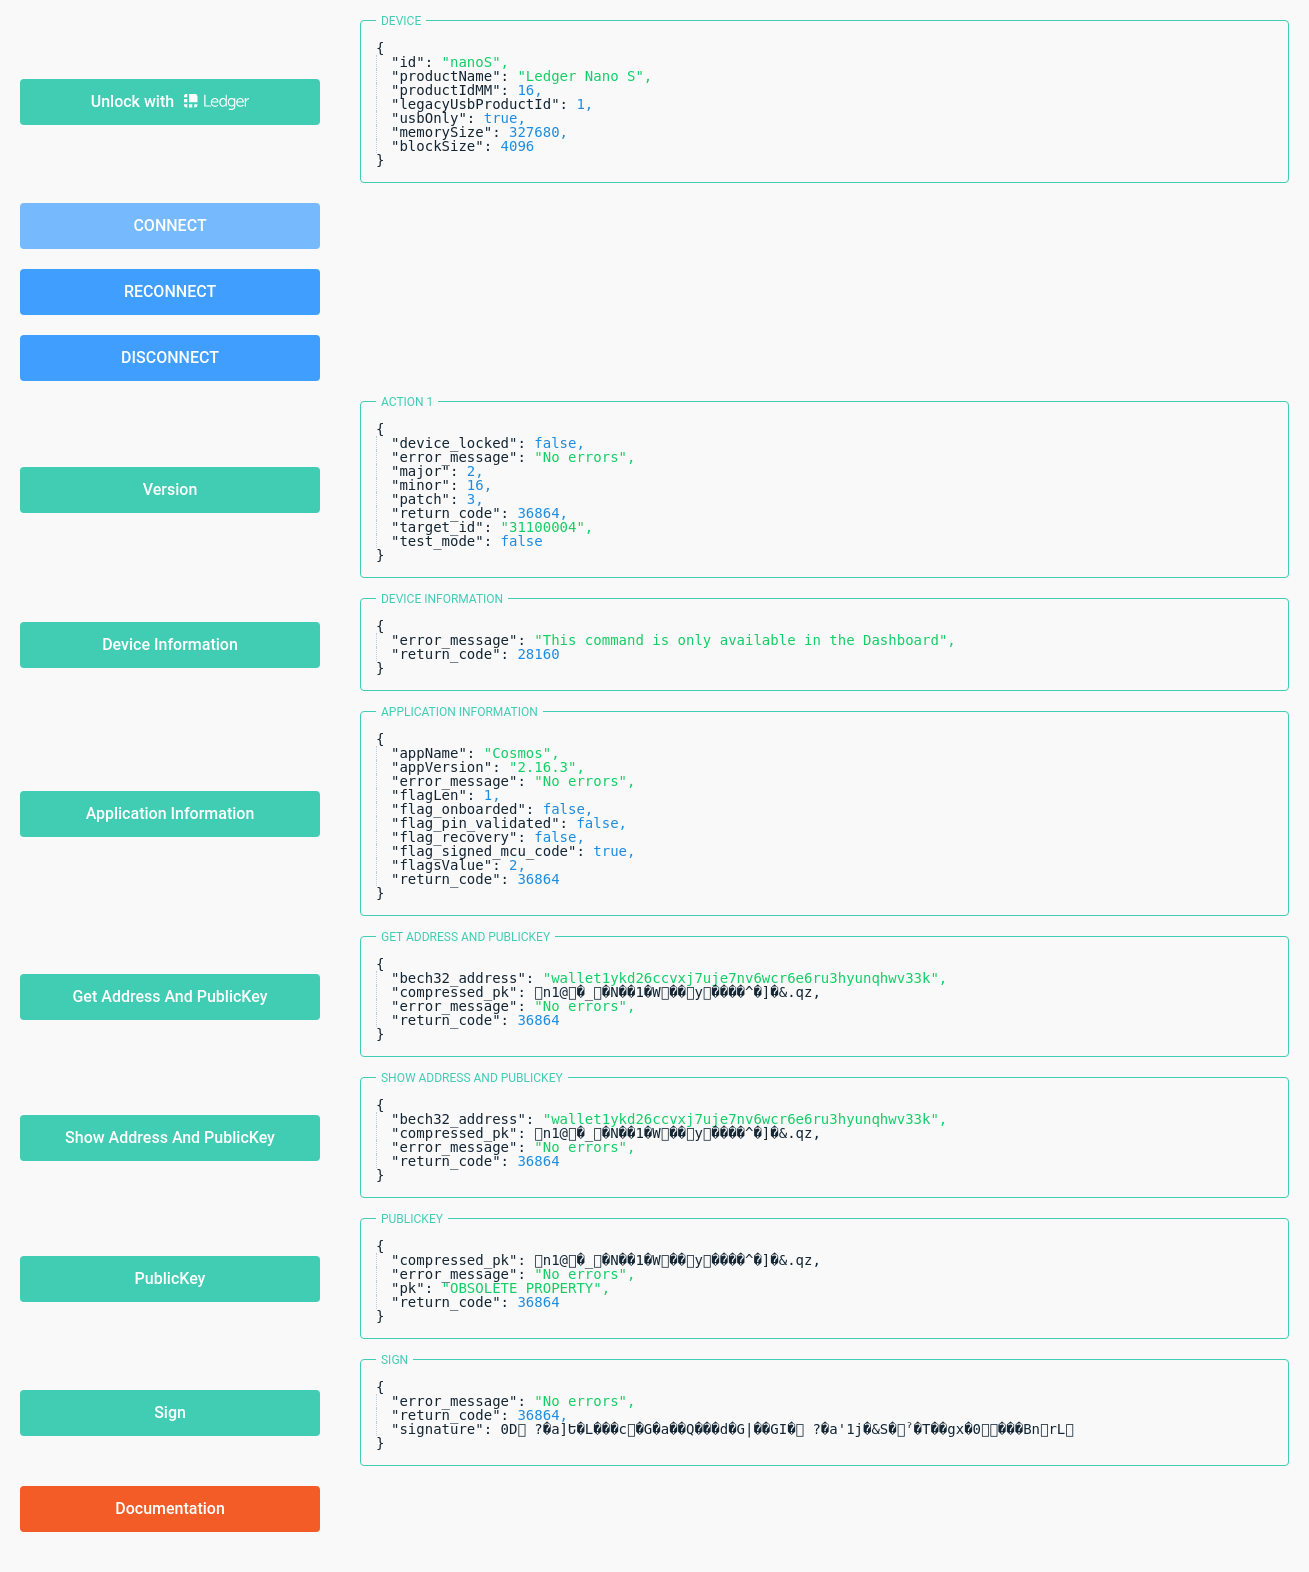 DEVICE
{
"id": "nanoS",
"productName": "Ledger Nano S",
"productIdMM": 16,
"legacyUsbProductId": 1,
"usbOnly": true,
"memorySize": 327680,
"blockSize": 4096
}
Unlock with Ledger
CONNECT
RECONNECT
DISCONNECT
ACTION 1
{
"device_locked": false,
"error_message": "No errors",
"major": 2,
"minor": 16,
"patch": 3,
"return_code": 36864,
"target_id": "31100004",
"test_mode": false
}
Version
DEVICE INFORMATION
{
"error_message": "This command is only available in the Dashboard",
"return_code": 28160
}
Device Information
APPLICATION INFORMATION
{
"appName": "Cosmos",
"appVersion": "2.16.3",
"error_message": "No errors",
"flagLen": 1,
"flag_onboarded": false,
"flag_pin_validated": false,
"flag_recovery": false,
"flag_signed_mcu_code": true,
"flagsValue": 2,
"return_code": 36864
}
Application Information
GET ADDRESS AND PUBLICKEY
{
"bech32_address": "wallet1ykd26ccvxj7uje7nv6wcr6e6ru3hyunqhwv33k",
"compressed_pk":
"error_message": "No errors",
"return_code": 36864
}
Get Address And PublicKey
SHOW ADDRESS AND PUBLICKEY
{
"bech32_address": "wallet1ykd26ccvxj7uje7nv6wcr6e6ru3hyunqhwv33k",
"compressed_pk":
"error_message": "No errors",
"return_code": 36864
}
Show Address And PublicKey
PUBLICKEY
{
"compressed_pk":
"error_message": "No errors",
"pk": "OBSOLETE PROPERTY",
"return_code": 36864
}
PublicKey
SIGN
{
"error_message": "No errors",
"return_code": 36864,
"signature":
}
Sign
Documentation